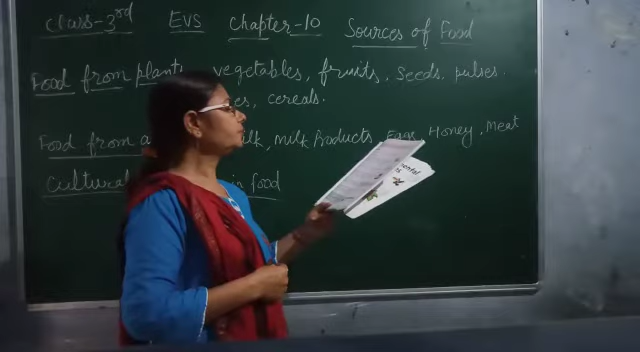 Class-3rd EVS Chapter-10 Sources of Food
Food from plants vegetables, fruits, Seeds, pulses.
cereals.
Food from milk Products, Eggs, Honey, Meat
Cultural in food